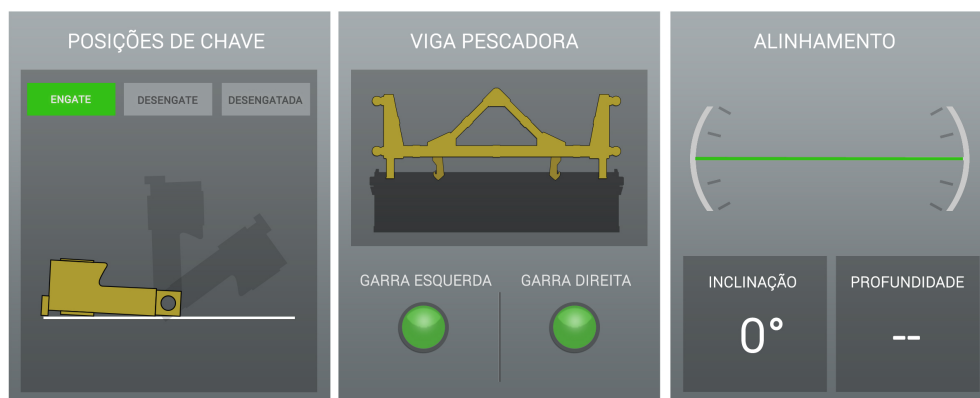 POSIÇÕES DE CHAVE
ENGATE
DESENGATE
DESENGATADA
VIGA PESCADORA
GARRA ESQUERDA
GARRA DIREITA
ALINHAMENTO
INCLINAÇÃO
0°
PROFUNDIDADE
--